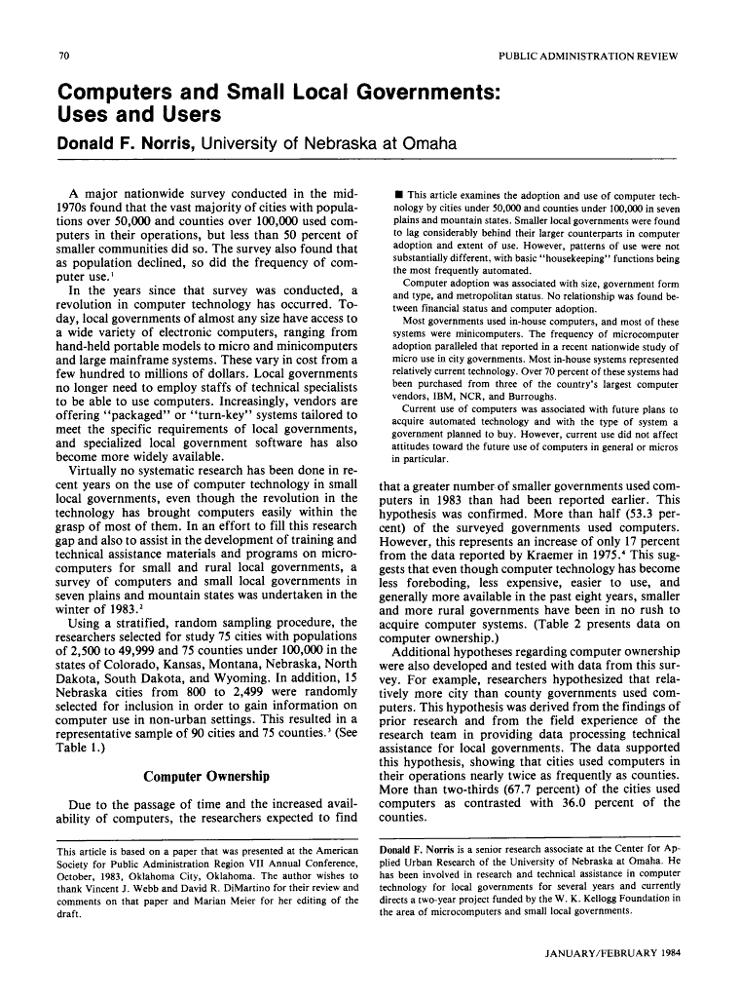 70
PUBLIC ADMINISTRATION REVIEW
Computers and Small Local Governments:
Uses and Users
Donald F. Norris, University of Nebraska at Omaha
A major nationwide survey conducted in the mid-
1970s found that the vast majority of cities with popula-
tions over 50,000 and counties over 100,000 used com-
puters in their operations, but less than 50 percent of
smaller communities did so. The survey also found that
as population declined, so did the frequency of com-
puter use.¹
In the years since that survey was conducted, a
revolution in computer technology has occurred. To-
day, local governments of almost any size have access to
a wide variety of electronic computers, ranging from
hand-held portable models to micro and minicomputers
and large mainframe systems. These vary in cost from a
few hundred to millions of dollars. Local governments
no longer need to employ staffs of technical specialists
to be able to use computers. Increasingly, vendors are
offering "packaged" or "turn-key" systems tailored to
meet the specific requirements of local governments,
and specialized local government software has also
become more widely available.
Virtually no systematic research has been done in re-
cent years on the use of computer technology in small
local governments, even though the revolution in the
technology has brought computers easily within the
grasp of most of them. In an effort to fill this research
gap and also to assist in the development of training and
technical assistance materials and programs on micro-
computers for small and rural local governments, a
survey of computers and small local governments in
seven plains and mountain states was undertaken in the
winter of 1983.²
Using a stratified, random sampling procedure, the
researchers selected for study 75 cities with populations
of 2,500 to 49,999 and 75 counties under 100,000 in the
states of Colorado, Kansas, Montana, Nebraska, North
Dakota, South Dakota, and Wyoming. In addition, 15
Nebraska cities from 800 to 2,499 were randomly
selected for inclusion in order to gain information on
computer use in non-urban settings. This resulted in a
representative sample of 90 cities and 75 counties.³ (See
Table 1.)
Computer Ownership
Due to the passage of time and the increased avail-
ability of computers, the researchers expected to find
This article is based on a paper that was presented at the American
Society for Public Administration Region VII Annual Conference,
October, 1983, Oklahoma City, Oklahoma. The author wishes to
thank Vincent J. Webb and David R. DiMartino for their review and
comments on that paper and Marian Meier for her editing of the
draft.
■ This article examines the adoption and use of computer tech-
nology by cities under 50,000 and counties under 100,000 in seven
plains and mountain states. Smaller local governments were found
to lag considerably behind their larger counterparts in computer
adoption and extent of use. However, patterns of use were not
substantially different, with basic "housekeeping" functions being
the most frequently automated.
Computer adoption was associated with size, government form
and type, and metropolitan status. No relationship was found be-
tween financial status and computer adoption.
Most governments used in-house computers, and most of these
systems were minicomputers. The frequency of microcomputer
adoption paralleled that reported in a recent nationwide study of
micro use in city governments. Most in-house systems represented
relatively current technology. Over 70 percent of these systems had
been purchased from three of the country's largest computer
vendors, IBM, NCR, and Burroughs.
Current use of computers was associated with future plans to
acquire automated technology and with the type of system a
government planned to buy. However, current use did not affect
attitudes toward the future use of computers in general or micros
in particular.
that a greater number of smaller governments used com-
puters in 1983 than had been reported earlier. This
hypothesis was confirmed. More than half (53.3 per-
cent) of the surveyed governments used computers.
However, this represents an increase of only 17 percent
from the data reported by Kraemer in 1975.⁴ This sug-
gests that even though computer technology has become
less foreboding, less expensive, easier to use, and
generally more available in the past eight years, smaller
and more rural governments have been in no rush to
acquire computer systems. (Table 2 presents data on
computer ownership.)
Additional hypotheses regarding computer ownership
were also developed and tested with data from this sur-
vey. For example, researchers hypothesized that rela-
tively more city than county governments used com-
puters. This hypothesis was derived from the findings of
prior research and from the field experience of the
research team in providing data processing technical
assistance for local governments. The data supported
this hypothesis, showing that cities used computers in
their operations nearly twice as frequently as counties.
More than two-thirds (67.7 percent) of the cities used
computers as contrasted with 36.0 percent of the
counties.
Donald F. Norris is a senior research associate at the Center for Ap-
plied Urban Research of the University of Nebraska at Omaha. He
has been involved in research and technical assistance in computer
technology for local governments for several years and currently
directs a two-year project funded by the W. K. Kellogg Foundation in
the area of microcomputers and small local governments.
JANUARY/FEBRUARY 1984